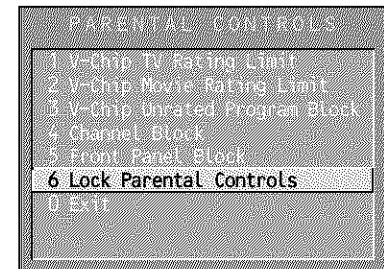 PARENTAL CONTROLS
1 V-Chip TV Rating Limit
2 V-Chip Movie Rating Limit
3 V-Chip Unrated Program Block
4 Channel Block
5 Front Panel Block
6 Lock Parental Controls
0 Exit